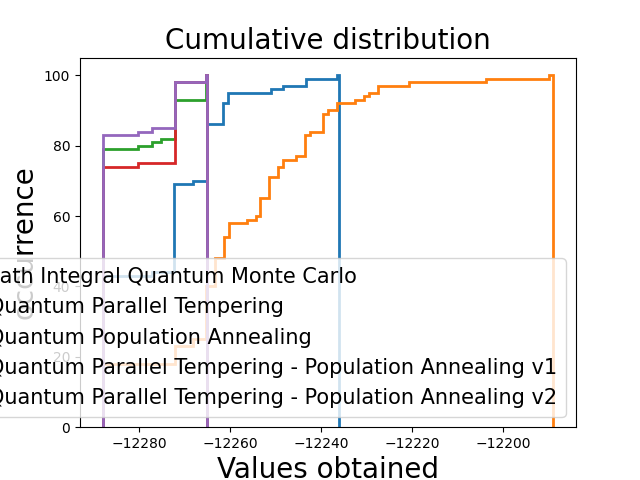 Cumulative distribution
100
80
60
40
20
0
occurrence
ath Integral Quantum Monte Carlo
Quantum Parallel Tempering
Quantum Population Annealing
Quantum Parallel Tempering - Population Annealing v1
Quantum Parallel Tempering - Population Annealing v2
−12280
−12260
−12240
−12220
−12200
Values obtained